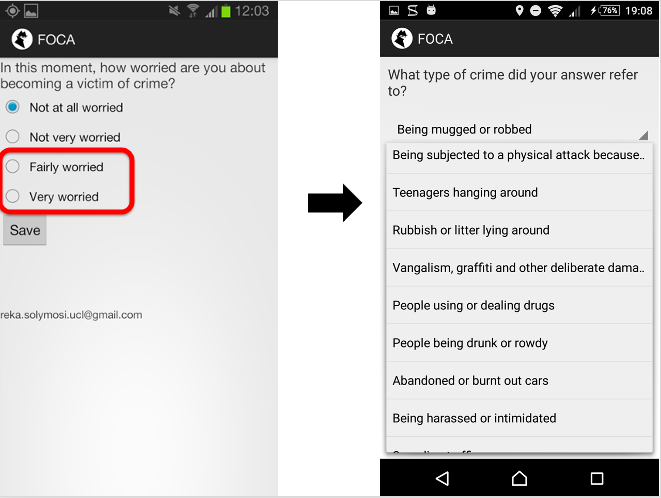 12:03
FOCA
In this moment, how worried are you about
becoming a victim of crime?
Not at all worried
Not very worried
Fairly worried
Very worried
Save
reka.solymosi.ucl@gmail.com
76% 19:08
FOCA
What type of crime did your answer refer
to?
Being mugged or robbed
Being subjected to a physical attack because..
Teenagers hanging around
Rubbish or litter lying around
Vangalism, graffiti and other deliberate dama..
People using or dealing drugs
People being drunk or rowdy
Abandoned or burnt out cars
Being harassed or intimidated